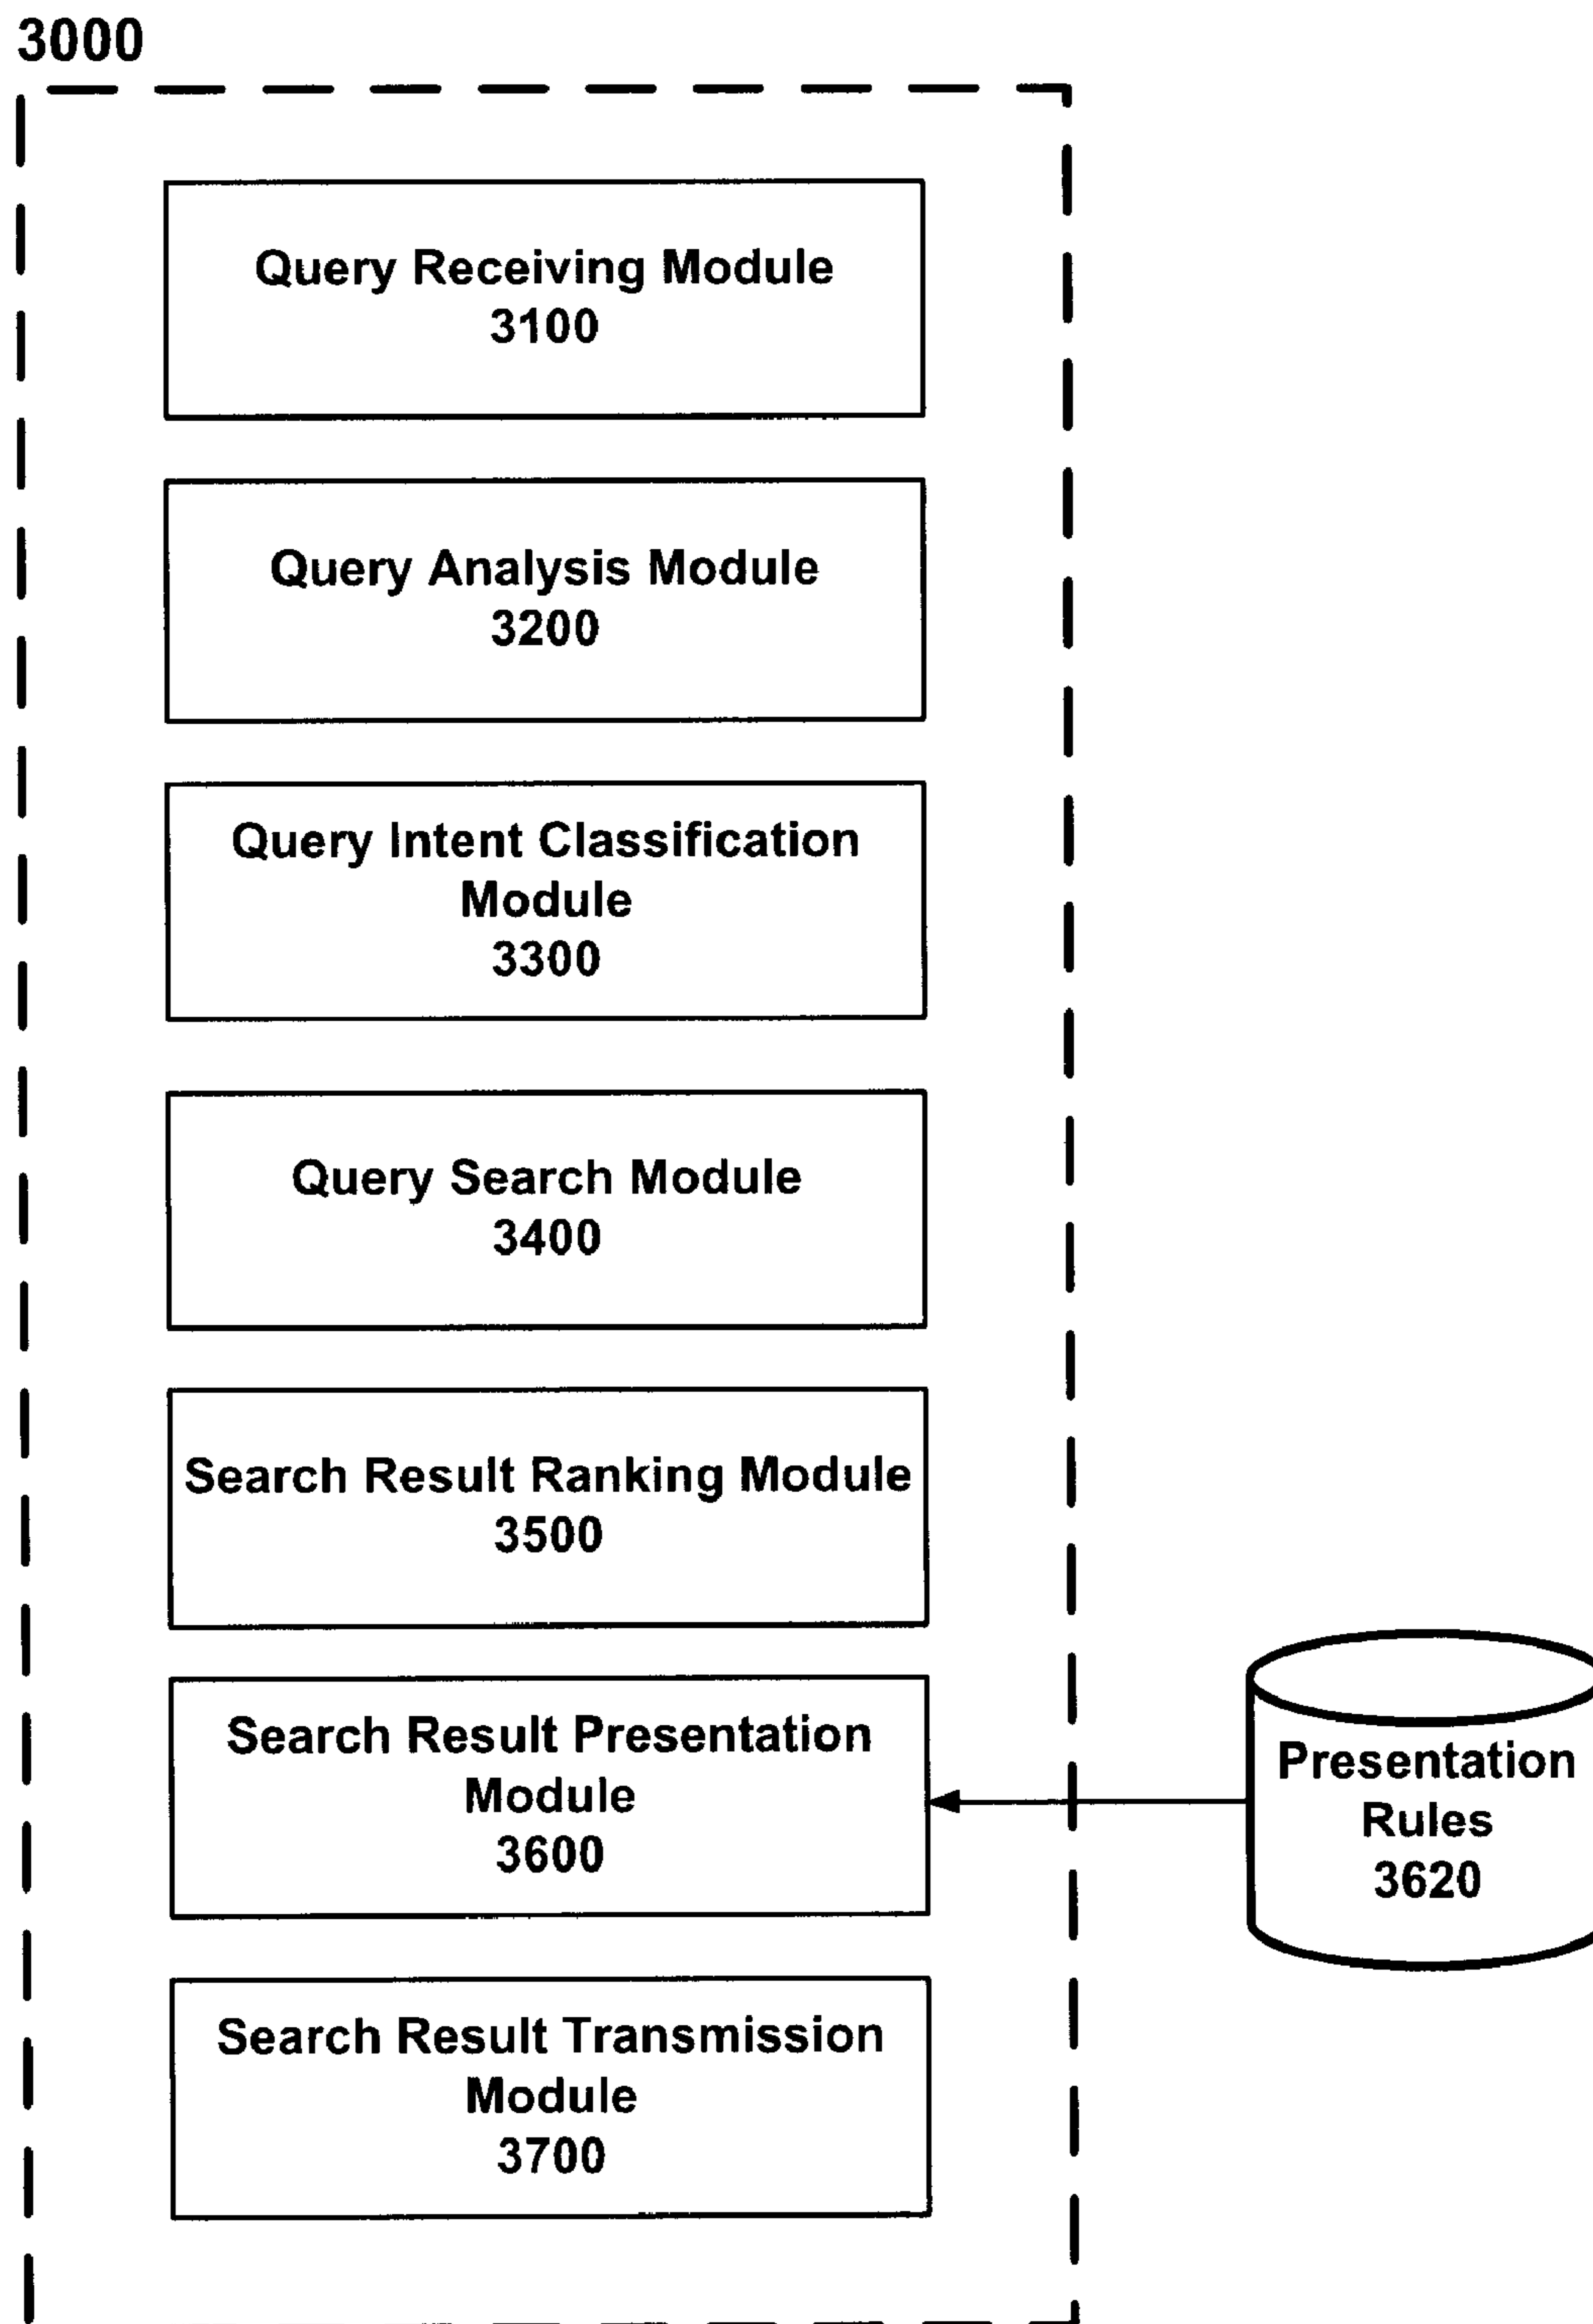 3000
Query Receiving Module
3100
Query Analysis Module
3200
Query Intent Classification
Module
3300
Query Search Module
3400
Search Result Ranking Module
3500
Search Result Presentation
Module
3600
Presentation
Rules
3620
Search Result Transmission
Module
3700